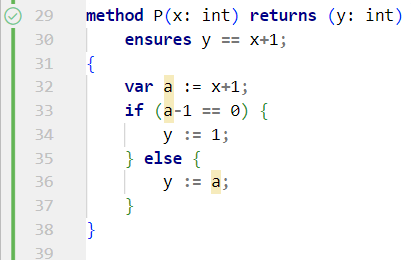 29 method P(x: int) returns (y: int)
30     ensures y == x+1;
31 {
32     var a := x+1;
33     if (a-1 == 0) {
34         y := 1;
35     } else {
36         y := a;
37     }
38 }
39